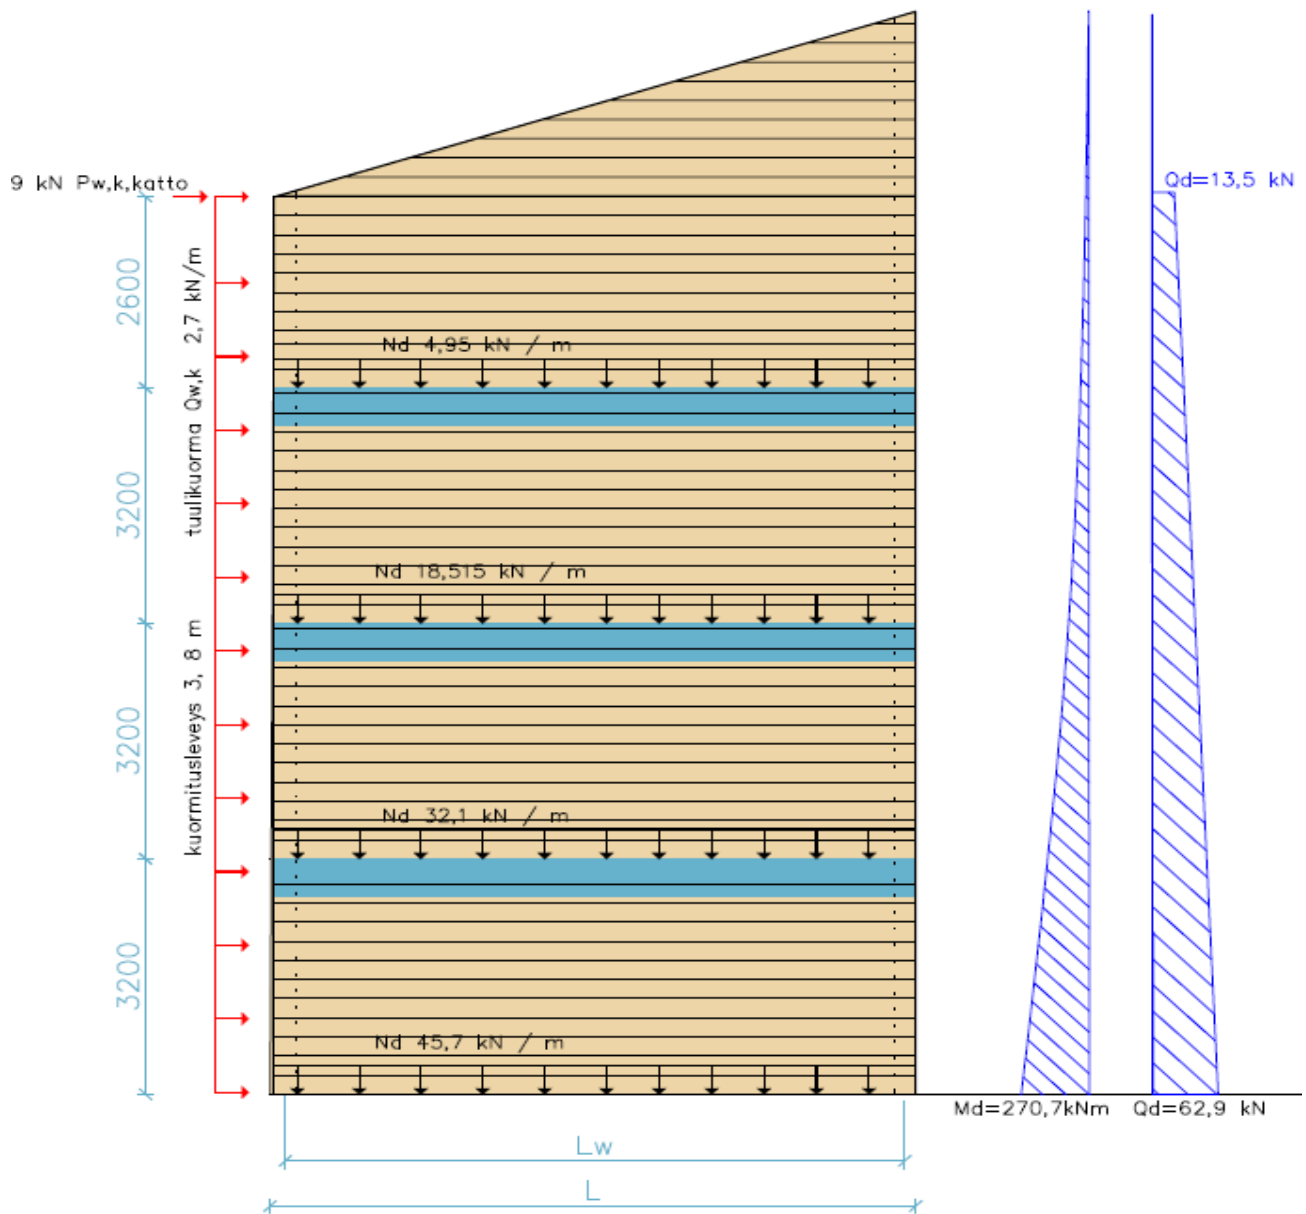 9 kN Pw,k,katto
Qd=13,5 kN
2600
tuulikuorma Qw,k 2,7 kN/m
Nd 4,95 kN / m
3200
Nd 18,515 kN / m
kuormitusleveys 3, 8 m
3200
Nd 32,1 kN / m
3200
Nd 45,7 kN / m
Md=270,7kNm
Qd=62,9 kN
Lw
L